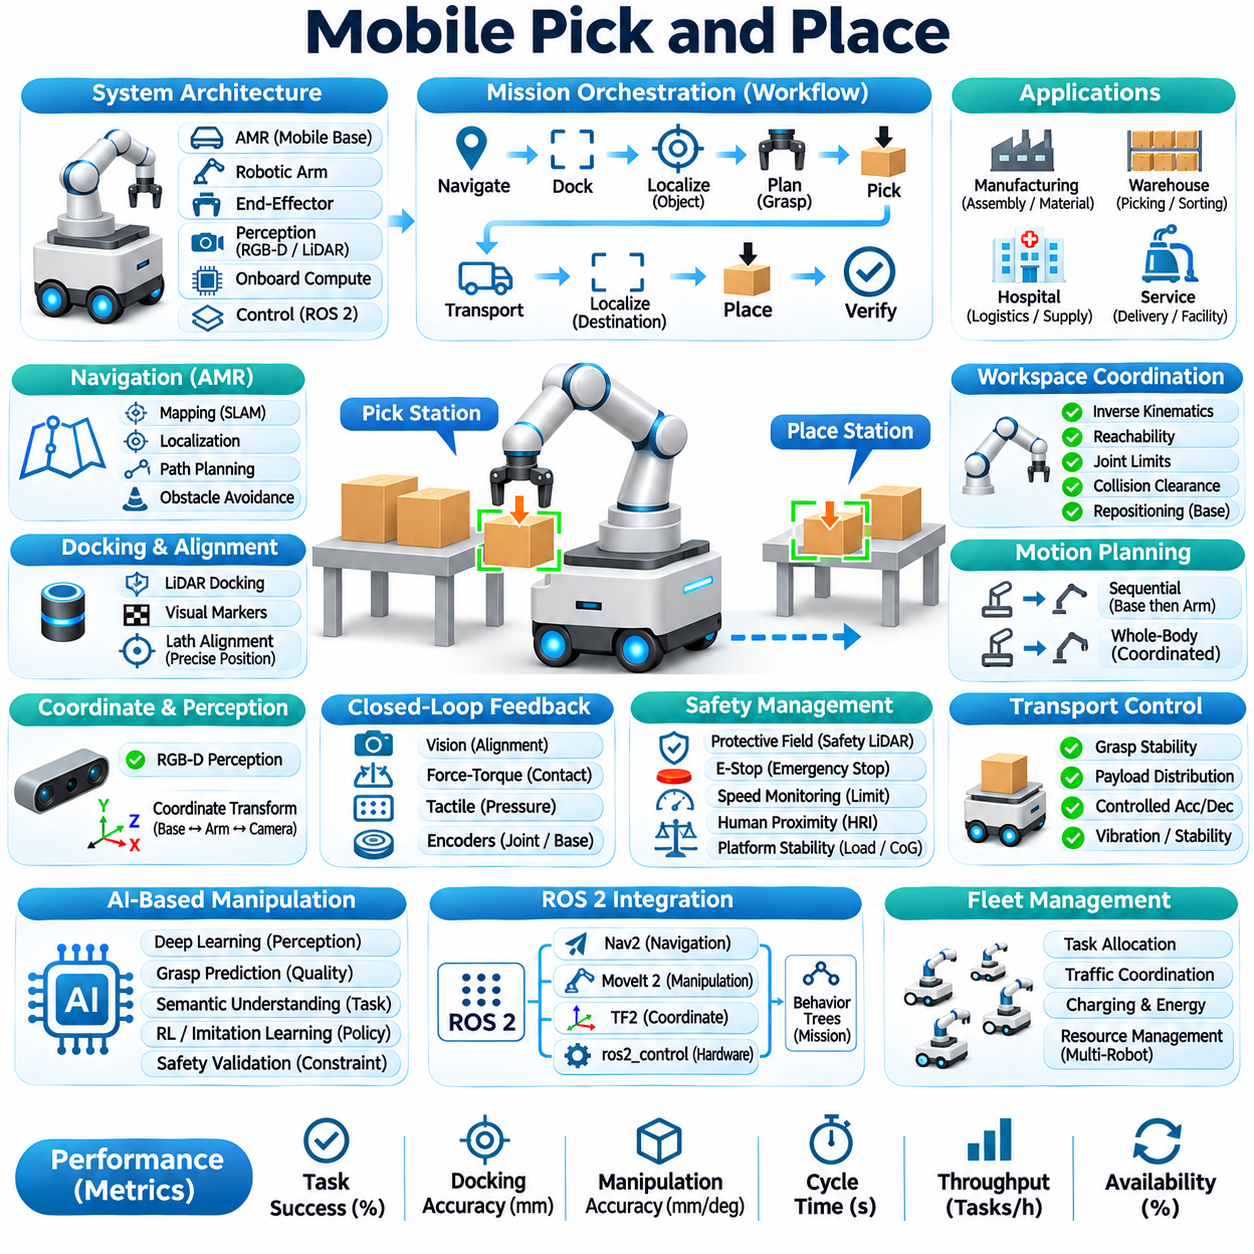 Mobile Pick and Place
System Architecture
AMR (Mobile Base)
Robotic Arm
End-Effector
Perception
(RGB-D / LiDAR)
Onboard Compute
Control (ROS 2)
Mission Orchestration (Workflow)
Navigate
Dock
Localize
(Object)
Plan
(Grasp)
Pick
Transport
Localize
(Destination)
Place
Verify
Applications
Manufacturing
(Assembly / Material)
Warehouse
(Picking / Sorting)
Hospital
(Logistics / Supply)
Service
(Delivery / Facility)
Navigation (AMR)
Mapping (SLAM)
Localization
Path Planning
Obstacle Avoidance
Docking & Alignment
LiDAR Docking
Visual Markers
Lath Alignment
(Precise Position)
Pick Station
Place Station
Workspace Coordination
Inverse Kinematics
Reachability
Joint Limits
Collision Clearance
Repositioning (Base)
Motion Planning
Sequential
(Base then Arm)
Whole-Body
(Coordinated)
Coordinate & Perception
RGB-D Perception
Y
Z
X
Coordinate Transform
(Base ↔ Arm ↔ Camera)
Closed-Loop Feedback
Vision (Alignment)
Force-Torque (Contact)
Tactile (Pressure)
Encoders (Joint / Base)
Safety Management
Protective Field (Safety LiDAR)
E-Stop (Emergency Stop)
Speed Monitoring (Limit)
Human Proximity (HRI)
Platform Stability (Load / CoG)
Transport Control
Grasp Stability
Payload Distribution
Controlled Acc/Dec
Vibration / Stability
AI-Based Manipulation
AI
Deep Learning (Perception)
Grasp Prediction (Quality)
Semantic Understanding (Task)
RL / Imitation Learning (Policy)
Safety Validation (Constraint)
ROS 2 Integration
ROS 2
Nav2 (Navigation)
MoveIt 2 (Manipulation)
TF2 (Coordinate)
ros2_control (Hardware)
Behavior
Trees
(Mission)
Fleet Management
Task Allocation
Traffic Coordination
Charging & Energy
Resource Management
(Multi-Robot)
Performance
(Metrics)
Task
Success (%)
Docking
Accuracy (mm)
Manipulation
Accuracy (mm/deg)
Cycle
Time (s)
Throughput
(Tasks/h)
Availability
(%)